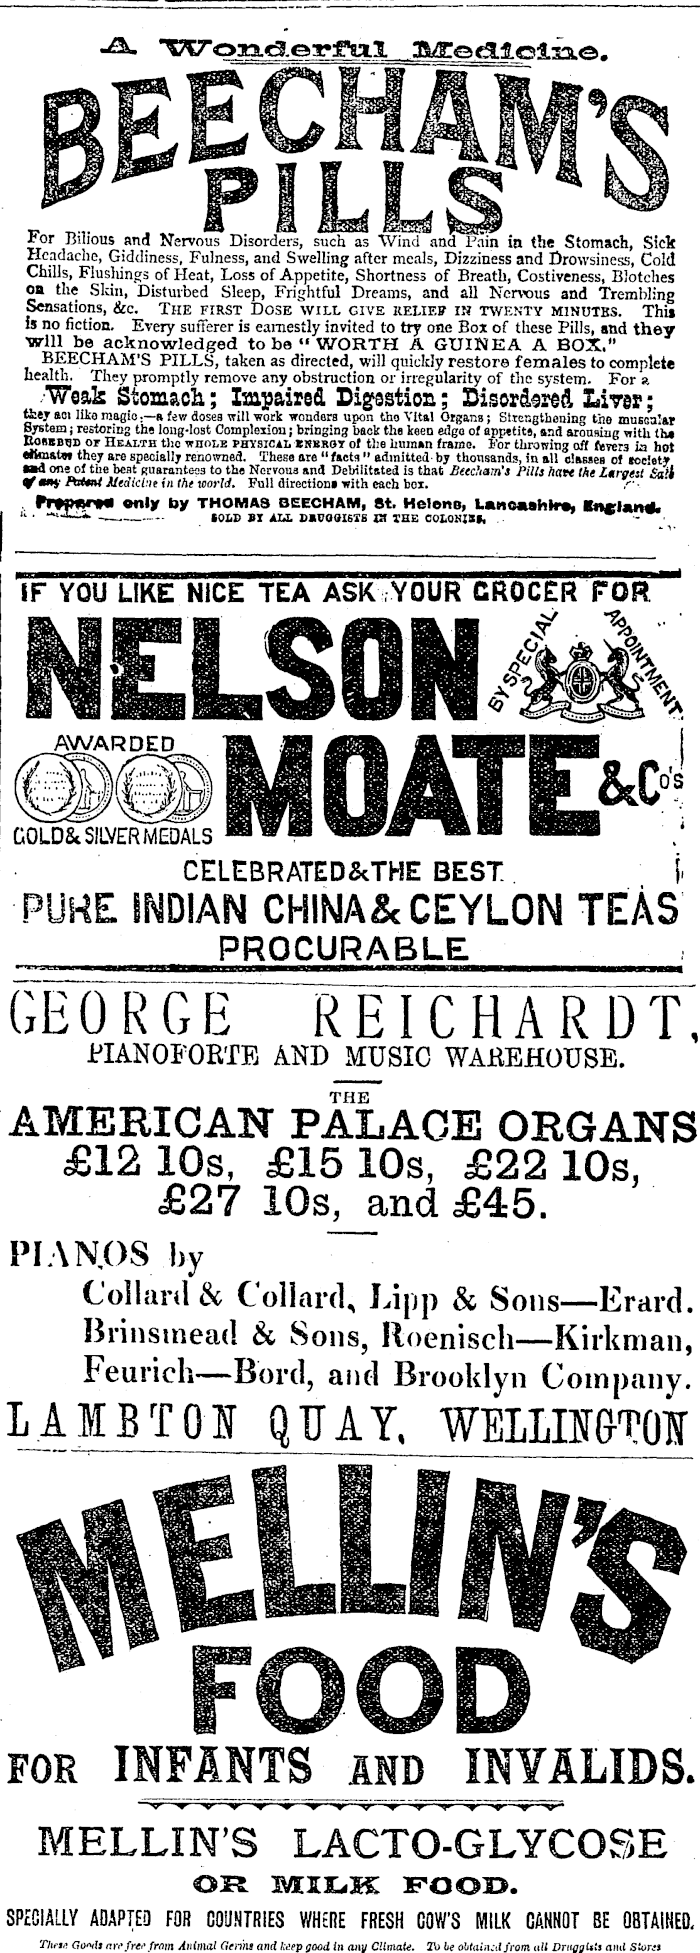 A Wonderful Medicine.
BEECHAM'S
PILLS
For Bilious and Nervous Disorders, such as Wind and Pain in the Stomach, Sick
Headache, Giddiness, Fulness, and Swelling after meals, Dizziness and Drowsiness, Cold
Chills, Flushings of Heat, Loss of Appetite, Shortness of Breath, Costiveness, Blotches
on the Skin, Disturbed Sleep, Frightful Dreams, and all Nervous and Trembling
Sensations, &c. THE FIRST DOSE WILL GIVE RELIEF IN TWENTY MINUTES. This
is no fiction. Every sufferer is earnestly invited to try one Box of these Pills, and they
will be acknowledged to be "WORTH A GUINEA A BOX."
BEECHAM'S PILLS, taken as directed, will quickly restore females to complete
health. They promptly remove any obstruction or irregularity of the system. For a
Weak Stomach; Impaired Digestion; Disordered Liver;
they act like magic;—a few doses will work wonders upon the Vital Organs; Strengthening the muscular
System; restoring the long-lost Complexion; bringing back the keen edge of appetite, and arousing with the
ROSEBUD OF HEALTH the WHOLE PHYSICAL ENERGY of the human frame. For throwing off fevers in hot
climates they are specially renowned. These are "facts" admitted by thousands, in all classes of society
and one of the best guarantees to the Nervous and Debilitated is that Beecham's Pills have the Largest Sale
of any Patent Medicine in the world. Full directions with each box.
Prepared only by THOMAS BEECHAM, St. Helens, Lancashire, England.
SOLD BY ALL DRUGGISTS IN THE COLONIES.
IF YOU LIKE NICE TEA ASK YOUR GROCER FOR
NELSON
BY SPECIAL APPOINTMENT
AWARDED
GOLD & SILVER MEDALS
MOATE & Co's
CELEBRATED & THE BEST
PURE INDIAN CHINA & CEYLON TEAS
PROCURABLE
GEORGE REICHARDT,
PIANOFORTE AND MUSIC WAREHOUSE.
THE
AMERICAN PALACE ORGANS
£12 10s, £15 10s, £22 10s,
£27 10s, and £45.
PIANOS by
Collard & Collard, Lipp & Sons—Erard.
Brinsmead & Sons, Roenisch—Kirkman,
Feurich—Bord, and Brooklyn Company.
LAMBTON QUAY, WELLINGTON
MELLIN'S
FOOD
FOR INFANTS AND INVALIDS.
MELLIN'S LACTO-GLYCOSE
OR MILK FOOD.
SPECIALLY ADAPTED FOR COUNTRIES WHERE FRESH COW'S MILK CANNOT BE OBTAINED.
These Goods are free from Animal Germs and keep good in any Climate. To be obtained from all Druggists and Stores